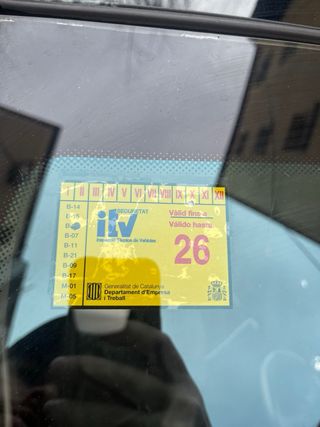 I II III IV V VI VII VIII IX X XI XII
B-14
B-15
B-07
B-11
B-21
B-09
B-17
M-01
M-05
SEGURETAT
itv
Inspecció Tècnica de Vehicles
Vàlid fins a
Válido hasta
26
Generalitat de Catalunya
Departament d'Empresa
i Treball